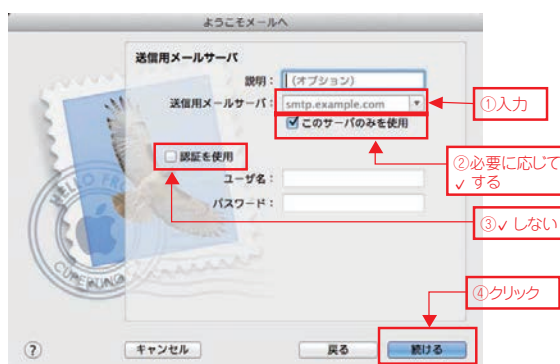 ようこそメールへ
送信用メールサーバ
説明： (オプション)
送信用メールサーバ： smtp.example.com
①入力
このサーバのみを使用
認証を使用
②必要に応じて
✓ する
ユーザ名：
パスワード：
③✓ しない
HELLO FROM
CUPERTINO
④クリック
? キャンセル 戻る 続ける